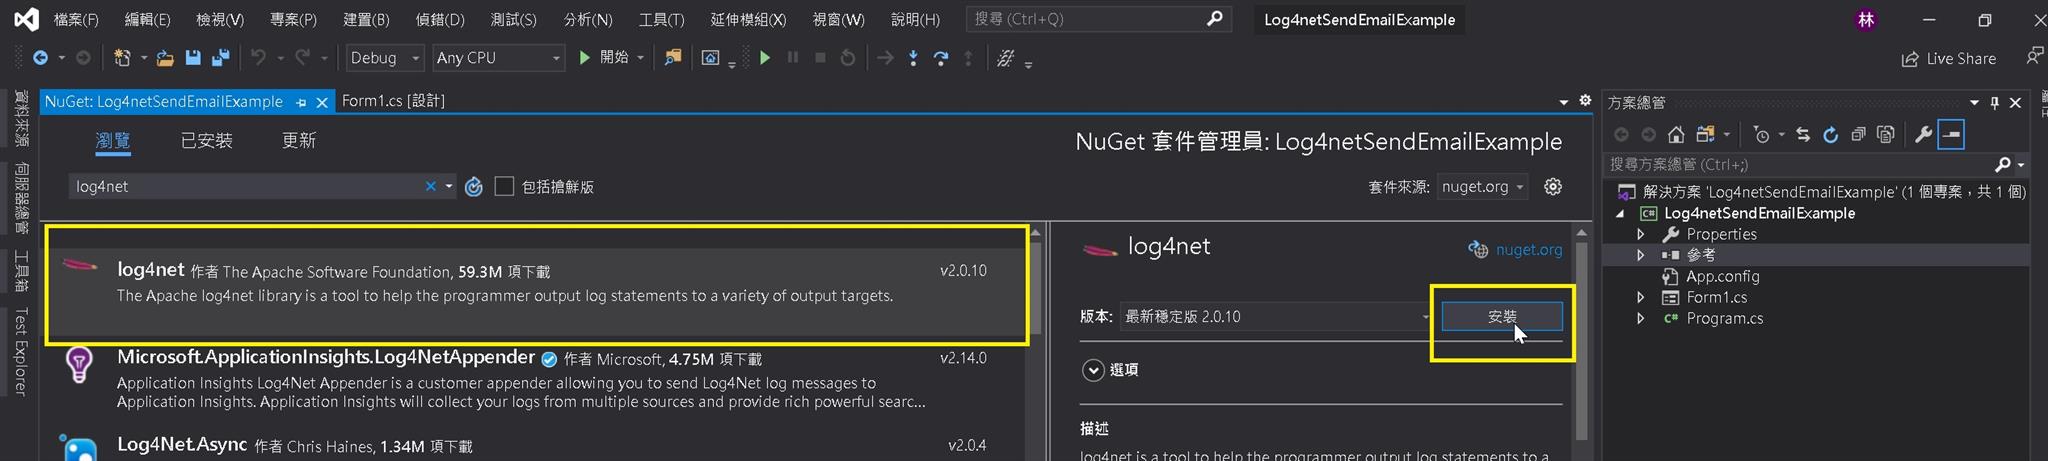 檔案(F) 編輯(E) 檢視(V) 專案(P) 建置(B) 偵錯(D) 測試(S) 分析(N) 工具(T) 延伸模組(X) 視窗(W) 說明(H) 搜尋 (Ctrl+Q) Log4netSendEmailExample 林
Debug Any CPU 開始 Live Share
資料來源
伺服器總管
工具箱
Test Explorer
NuGet: Log4netSendEmailExample Form1.cs [設計]
瀏覽 已安裝 更新 NuGet 套件管理員: Log4netSendEmailExample
log4net 包括搶鮮版 套件來源: nuget.org
log4net 作者 The Apache Software Foundation, 59.3M 項下載 v2.0.10
The Apache log4net library is a tool to help the programmer output log statements to a variety of output targets.
Microsoft.ApplicationInsights.Log4NetAppender 作者 Microsoft, 4.75M 項下載 v2.14.0
Application Insights Log4Net Appender is a customer appender allowing you to send Log4Net log messages to
Application Insights. Application Insights will collect your logs from multiple sources and provide rich powerful searc...
Log4Net.Async 作者 Chris Haines, 1.34M 項下載 v2.0.4
log4net nuget.org
版本: 最新穩定版 2.0.10 安裝
選項
描述
log4net is a tool to help the programmer output log statements to a
方案總管
搜尋方案總管 (Ctrl+;)
解決方案 'Log4netSendEmailExample' (1 個專案，共 1 個)
C# Log4netSendEmailExample
Properties
參考
App.config
Form1.cs
C# Program.cs